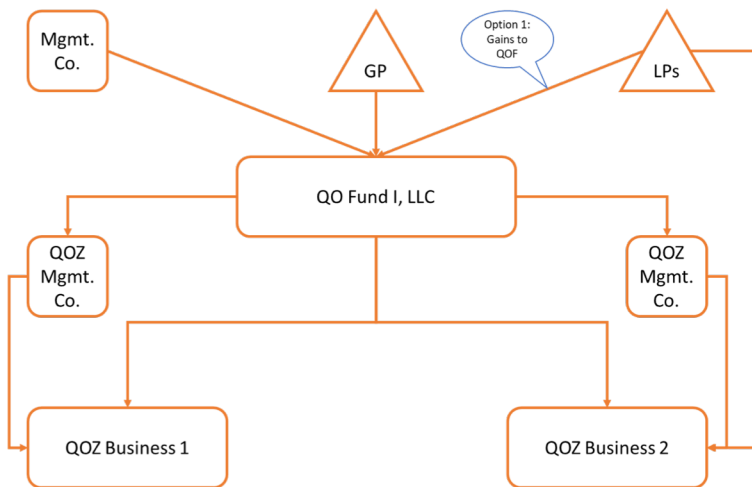 Mgmt.
Co.
GP
Option 1:
Gains to
QOF
LPs
QO Fund I, LLC
QOZ
Mgmt.
Co.
QOZ
Mgmt.
Co.
QOZ Business 1
QOZ Business 2